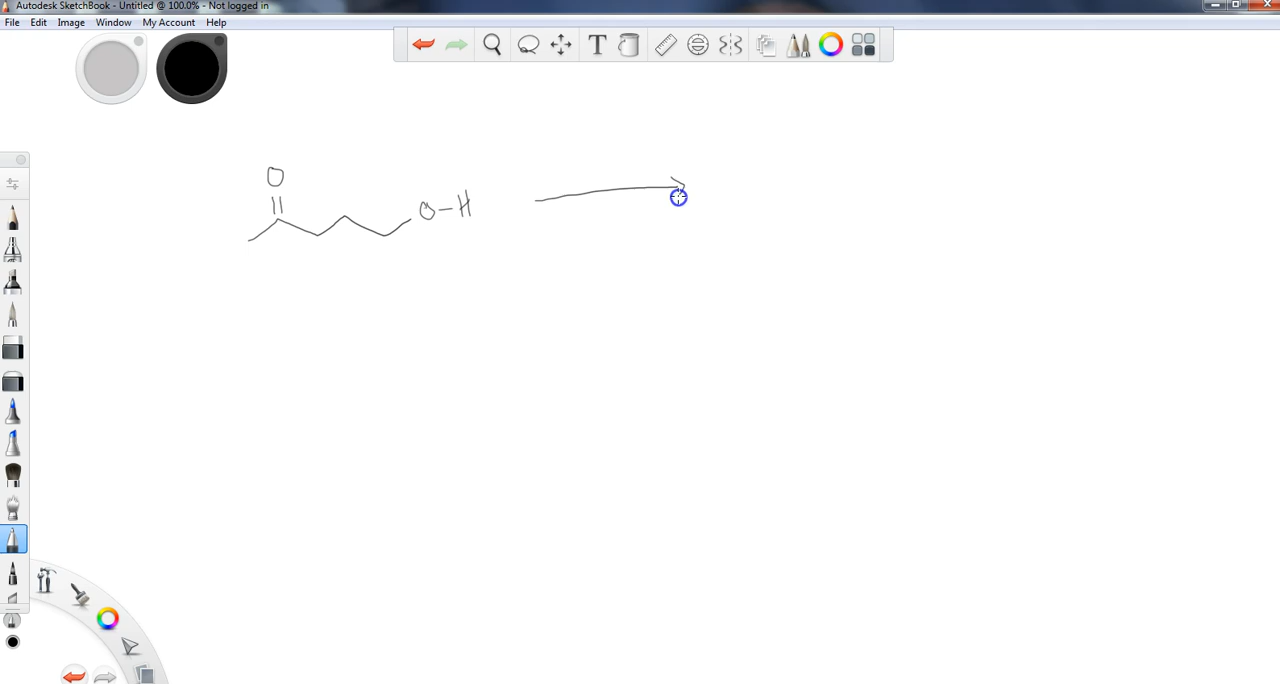 Autodesk SketchBook - Untitled @ 100.0% - Not logged in
File Edit Image Window My Account Help
T
O
O-H